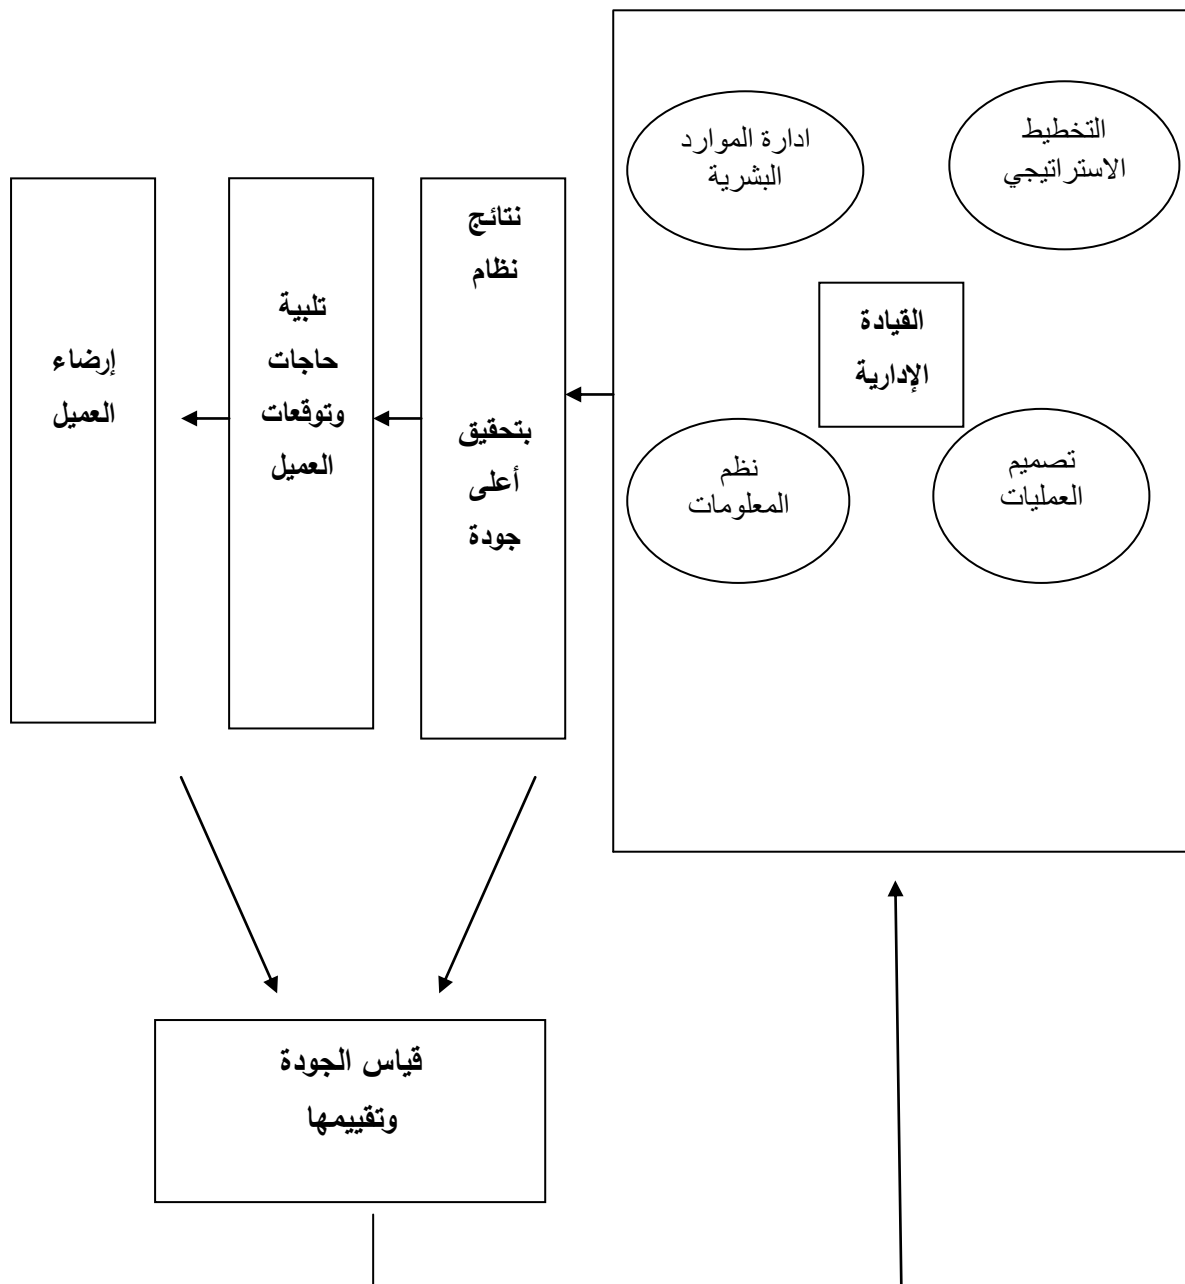 التخطيط
الاستراتيجي
ادارة الموارد
البشرية
القيادة
الإدارية
تصميم
العمليات
نظم
المعلومات
نتائج
نظام
بتحقيق
أعلى
جودة
تلبية
حاجات
وتوقعات
العميل
إرضاء
العميل
قياس الجودة
وتقييمها